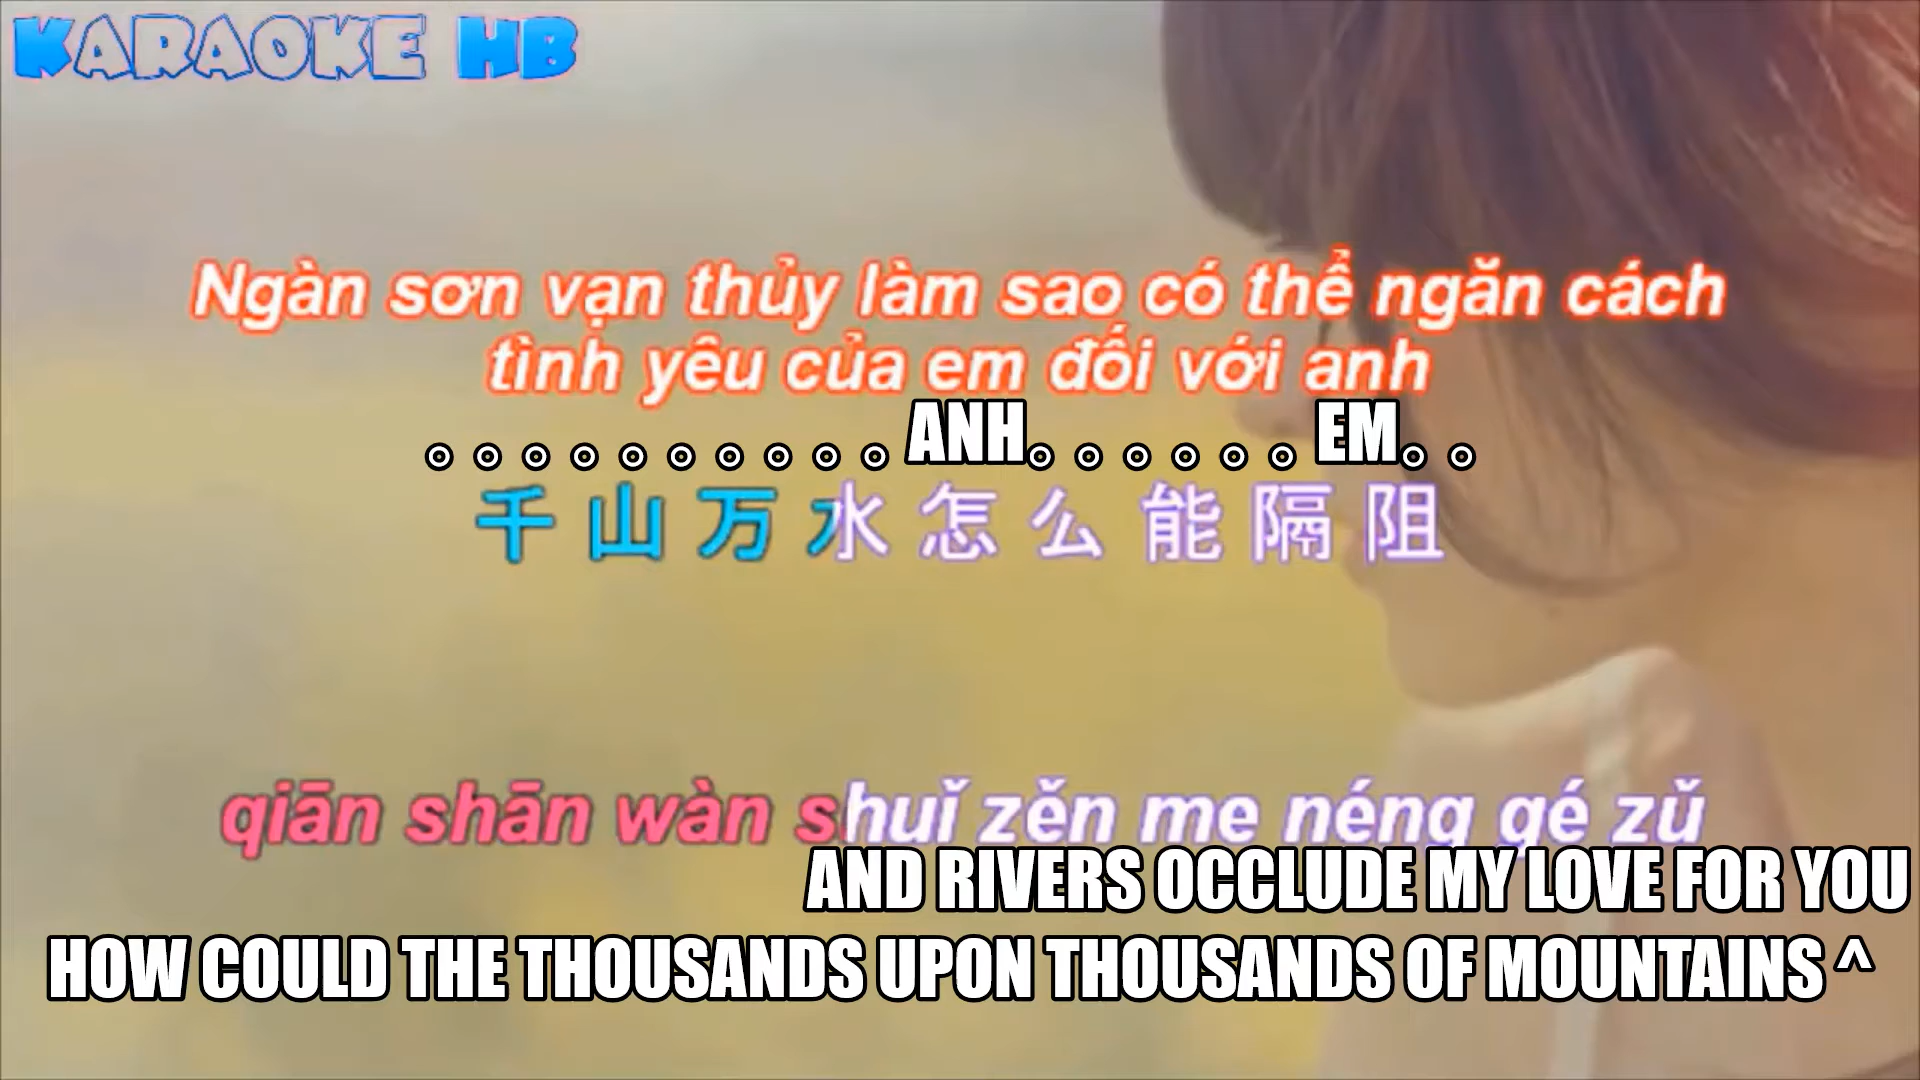 KARAOKE HB
Ngàn sơn vạn thủy làm sao có thể ngăn cách
tình yêu của em đối với anh
。。。。。。。。。。ANH。。。。。。EM。。
千山万水怎么能隔阻
qiān shān wàn shuǐ zěn me néng gé zǔ
AND RIVERS OCCLUDE MY LOVE FOR YOU
HOW COULD THE THOUSANDS UPON THOUSANDS OF MOUNTAINS ^